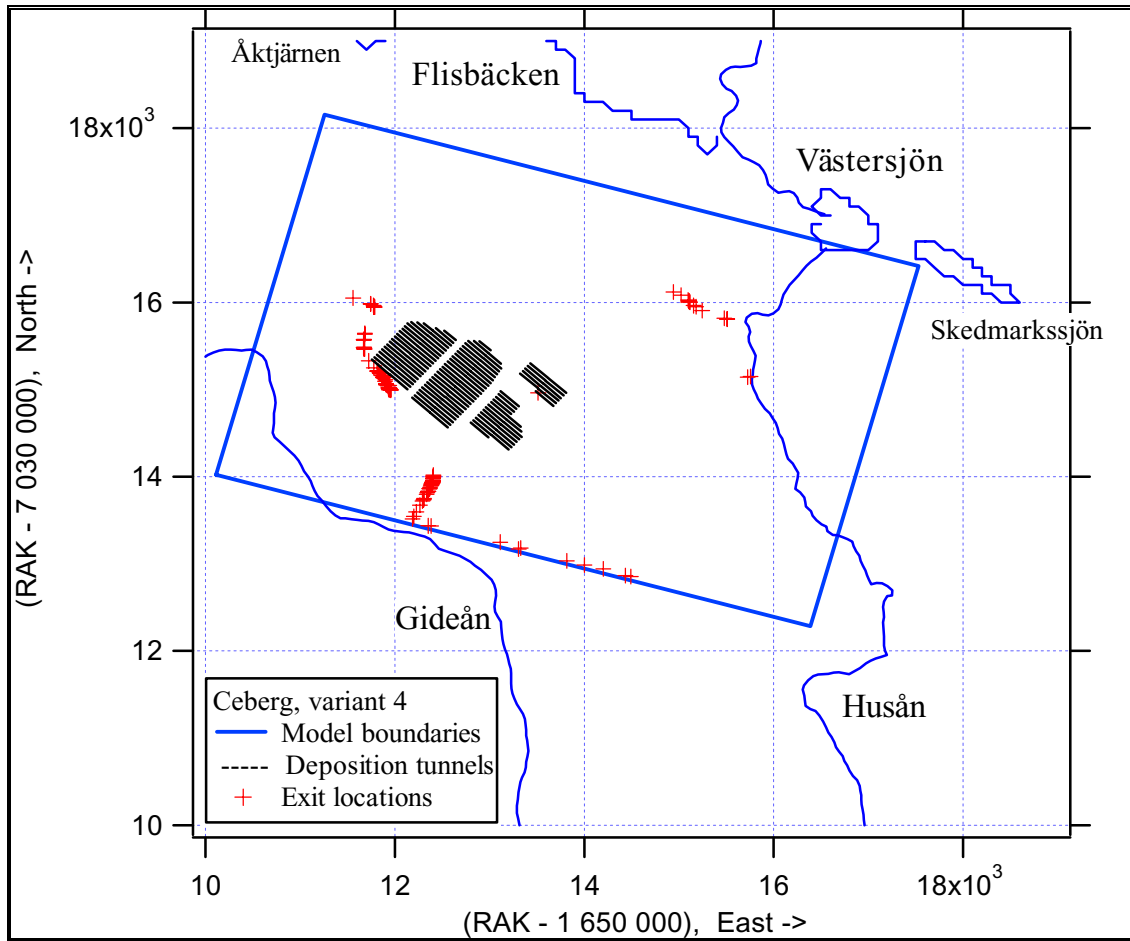 Åktjärnen
Flisbäcken
Västersjön
Skedmarkssjön
Gideån
Husån
18x10³
16
14
12
10
(RAK - 7 030 000), North ->
Ceberg, variant 4
Model boundaries
Deposition tunnels
Exit locations
10
12
14
16
18x10³
(RAK - 1 650 000), East ->